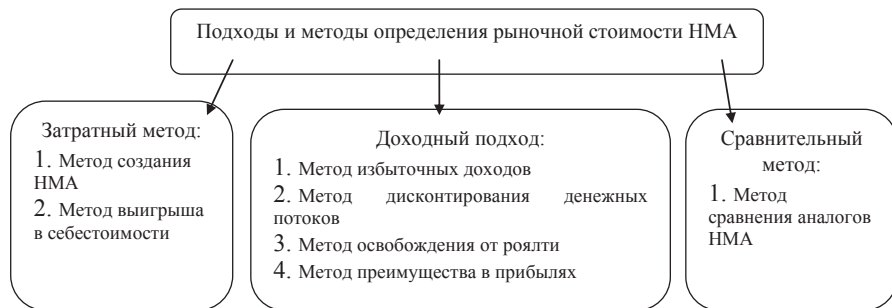 Подходы и методы определения рыночной стоимости НМА
Затратный метод:
1. Метод создания
НМА
2. Метод выигрыша
в себестоимости
Доходный подход:
1. Метод избыточных доходов
2. Метод дисконтирования денежных
потоков
3. Метод освобождения от роялти
4. Метод преимущества в прибылях
Сравнительный
метод:
1. Метод
сравнения аналогов
НМА